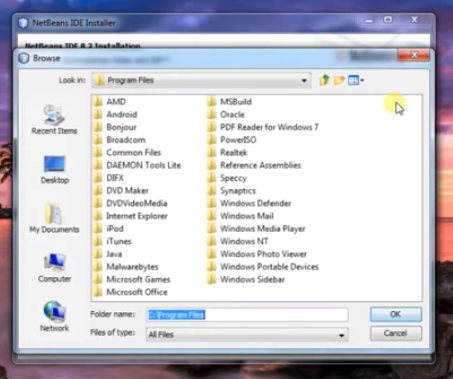 NetBeans IDE Installer
NetBeans IDE 8.2 Installation
Browse
Look in:
Program Files
Recent Items
Desktop
My Documents
Computer
Network
AMD
Android
Bonjour
Broadcom
Common Files
DAEMON Tools Lite
DIFX
DVD Maker
DVDVideoMedia
Internet Explorer
iPod
iTunes
Java
Malwarebytes
Microsoft Games
Microsoft Office
MSBuild
Oracle
PDF Reader for Windows 7
PowerISO
Realtek
Reference Assemblies
Speccy
Synaptics
Windows Defender
Windows Mail
Windows Media Player
Windows NT
Windows Photo Viewer
Windows Portable Devices
Windows Sidebar
Folder name:
C:\Program Files
OK
Files of type:
All Files
Cancel